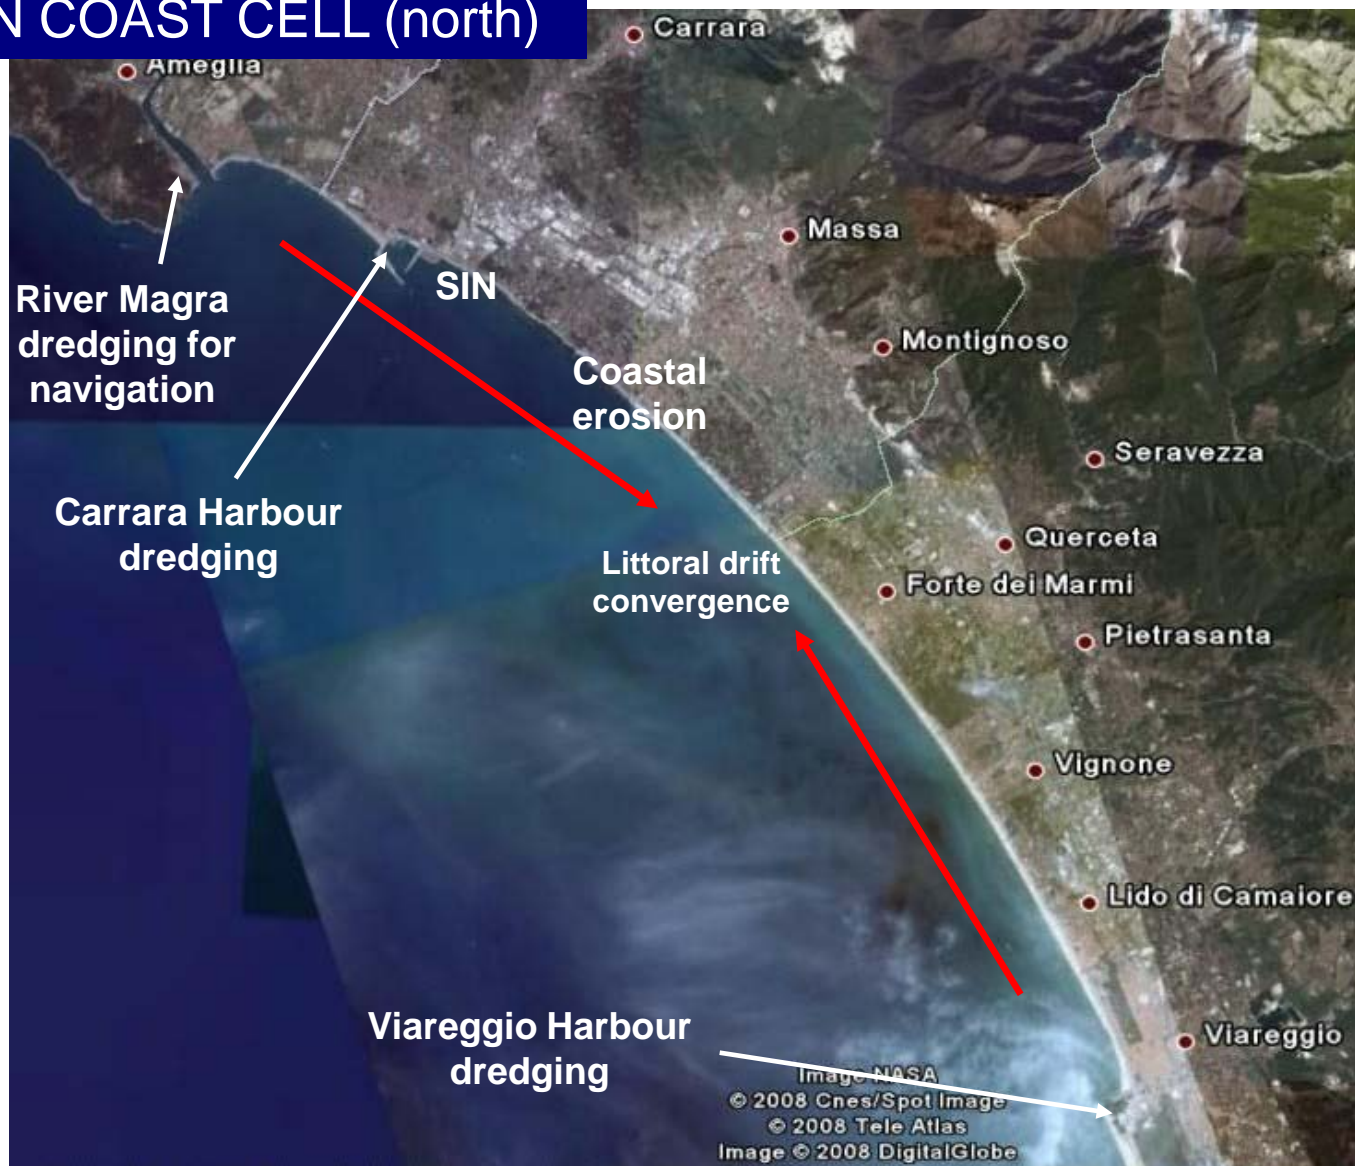 N COAST CELL (north)
Carrara
Ameglia
Massa
SIN
River Magra
dredging for
navigation
Montignoso
Coastal
erosion
Seravezza
Carrara Harbour
dredging
Querceta
Littoral drift
convergence
Forte dei Marmi
Pietrasanta
Vignone
Lido di Camaiore
Viareggio Harbour
dredging
Viareggio
Image NASA
© 2008 Cnes/Spot Image
© 2008 Tele Atlas
Image © 2008 DigitalGlobe